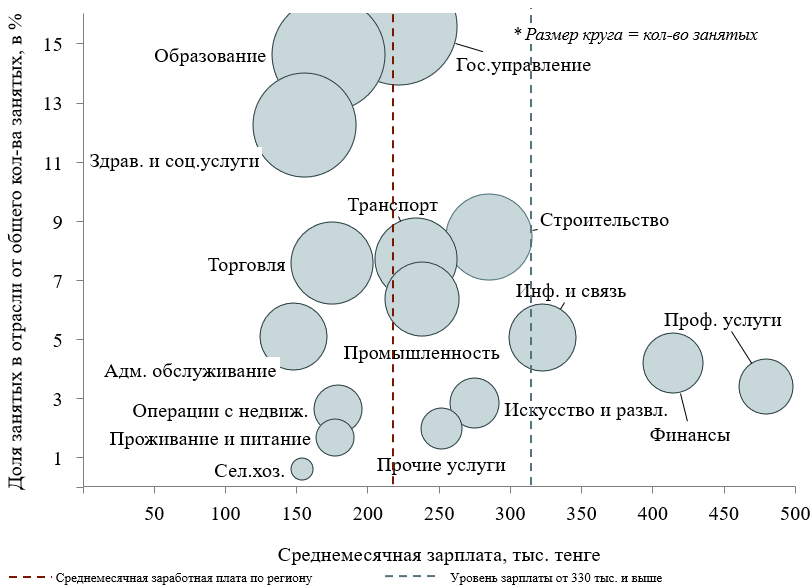 Доля занятых в отрасли от общего кол-ва занятых, в %
15
13
11
9
7
5
3
1
* Размер круга = кол-во занятых
Образование
Гос.управление
Здрав. и соц.услуги
Транспорт
Строительство
Торговля
Инф. и связь
Проф. услуги
Промышленность
Адм. обслуживание
Операции с недвиж.
Искусство и развл.
Финансы
Проживание и питание
Прочие услуги
Сел.хоз.
50 100 150 200 250 300 350 400 450 500
Среднемесячная зарплата, тыс. тенге
Среднемесячная заработная плата по региону
Уровень зарплаты от 330 тыс. и выше